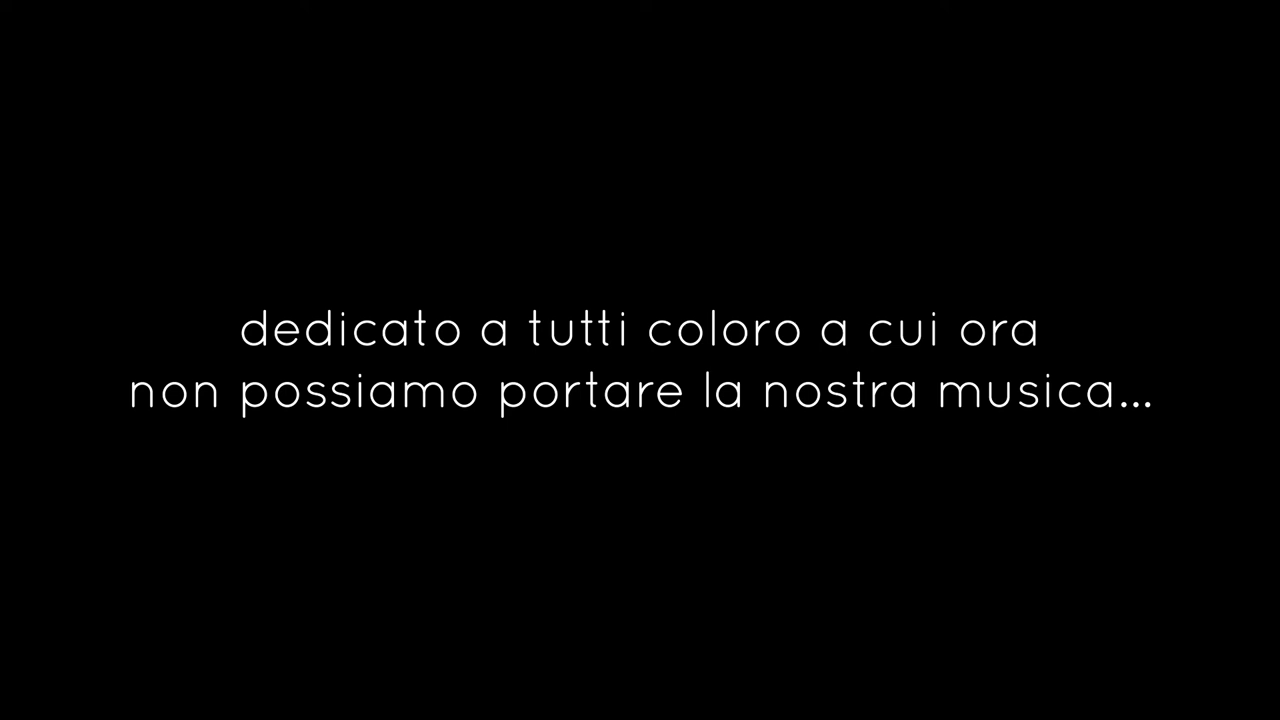 dedicato a tutti coloro a cui ora
non possiamo portare la nostra musica...